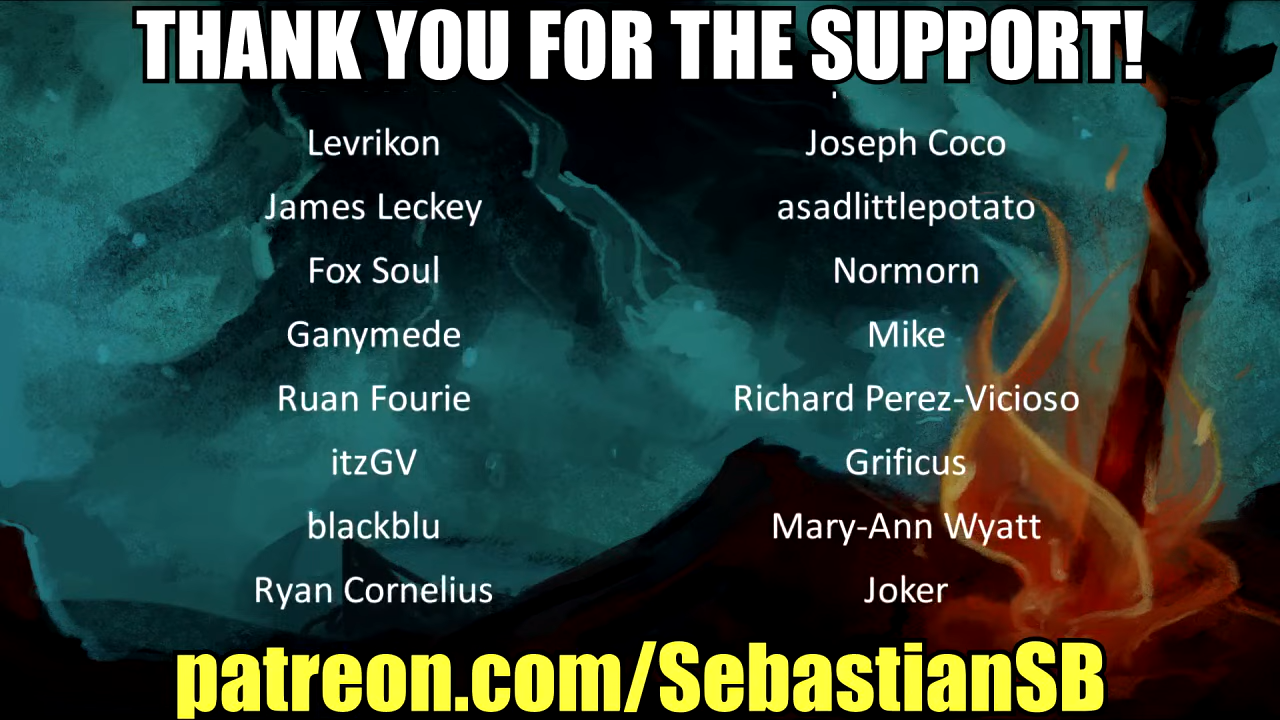 THANK YOU FOR THE SUPPORT!
Levrikon
Joseph Coco
James Leckey
asadlittlepotato
Fox Soul
Normorn
Ganymede
Mike
Ruan Fourie
Richard Perez-Vicioso
itzGV
Grificus
blackblu
Mary-Ann Wyatt
Ryan Cornelius
Joker
patreon.com/SebastianSB